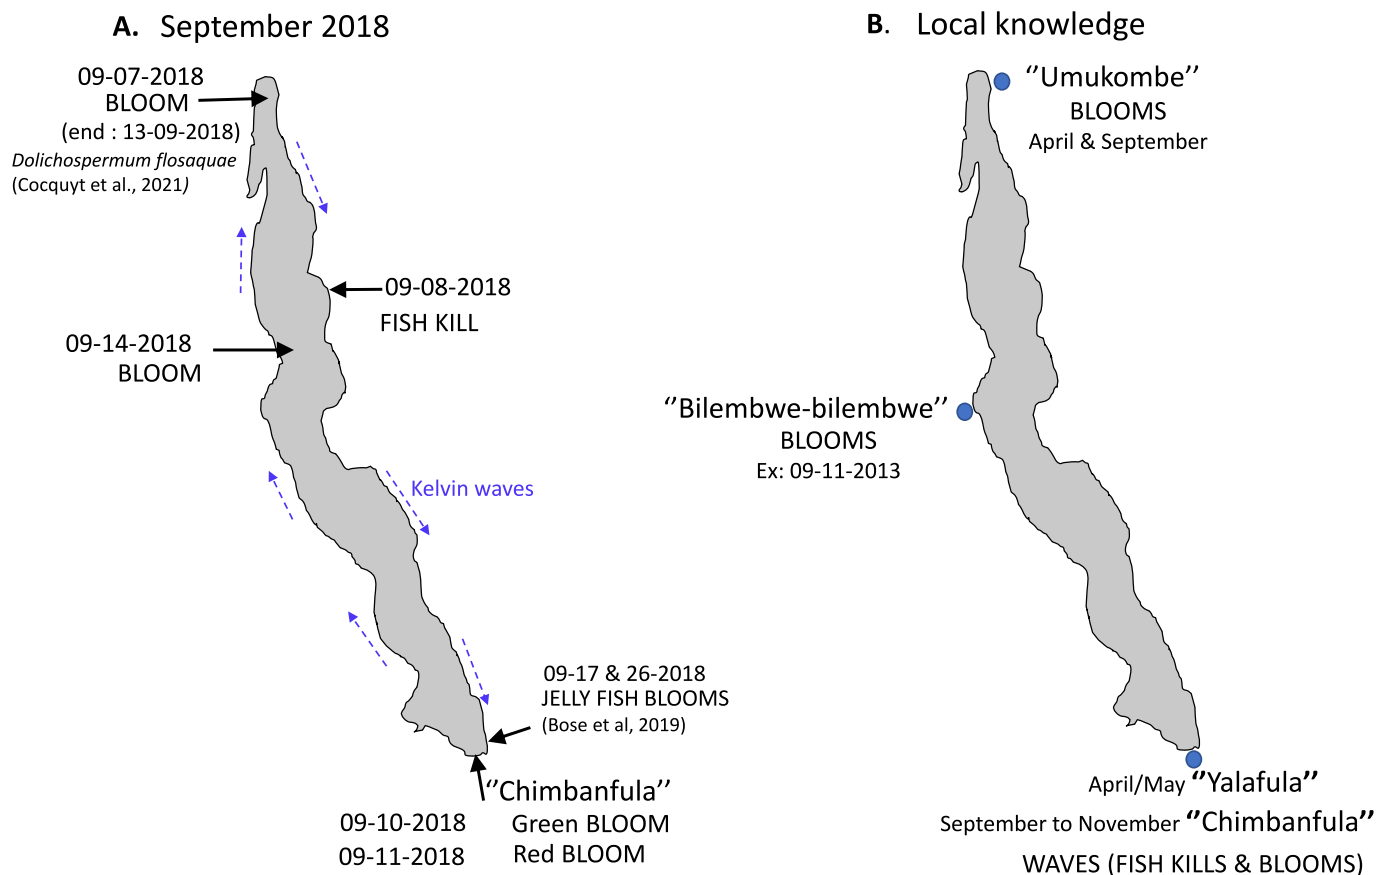 A. September 2018
09-07-2018
BLOOM
(end : 13-09-2018)
Dolichospermum flosaquae
(Cocquyt et al., 2021)
09-08-2018
FISH KILL
09-14-2018
BLOOM
Kelvin waves
09-17 & 26-2018
JELLY FISH BLOOMS
(Bose et al, 2019)
‘’Chimbanfula’’
09-10-2018 Green BLOOM
09-11-2018 Red BLOOM
B. Local knowledge
‘’Umukombe’’
BLOOMS
April & September
‘’Bilembwe-bilembwe’’
BLOOMS
Ex: 09-11-2013
April/May ‘’Yalafula’’
September to November ‘’Chimbanfula’’
WAVES (FISH KILLS & BLOOMS)